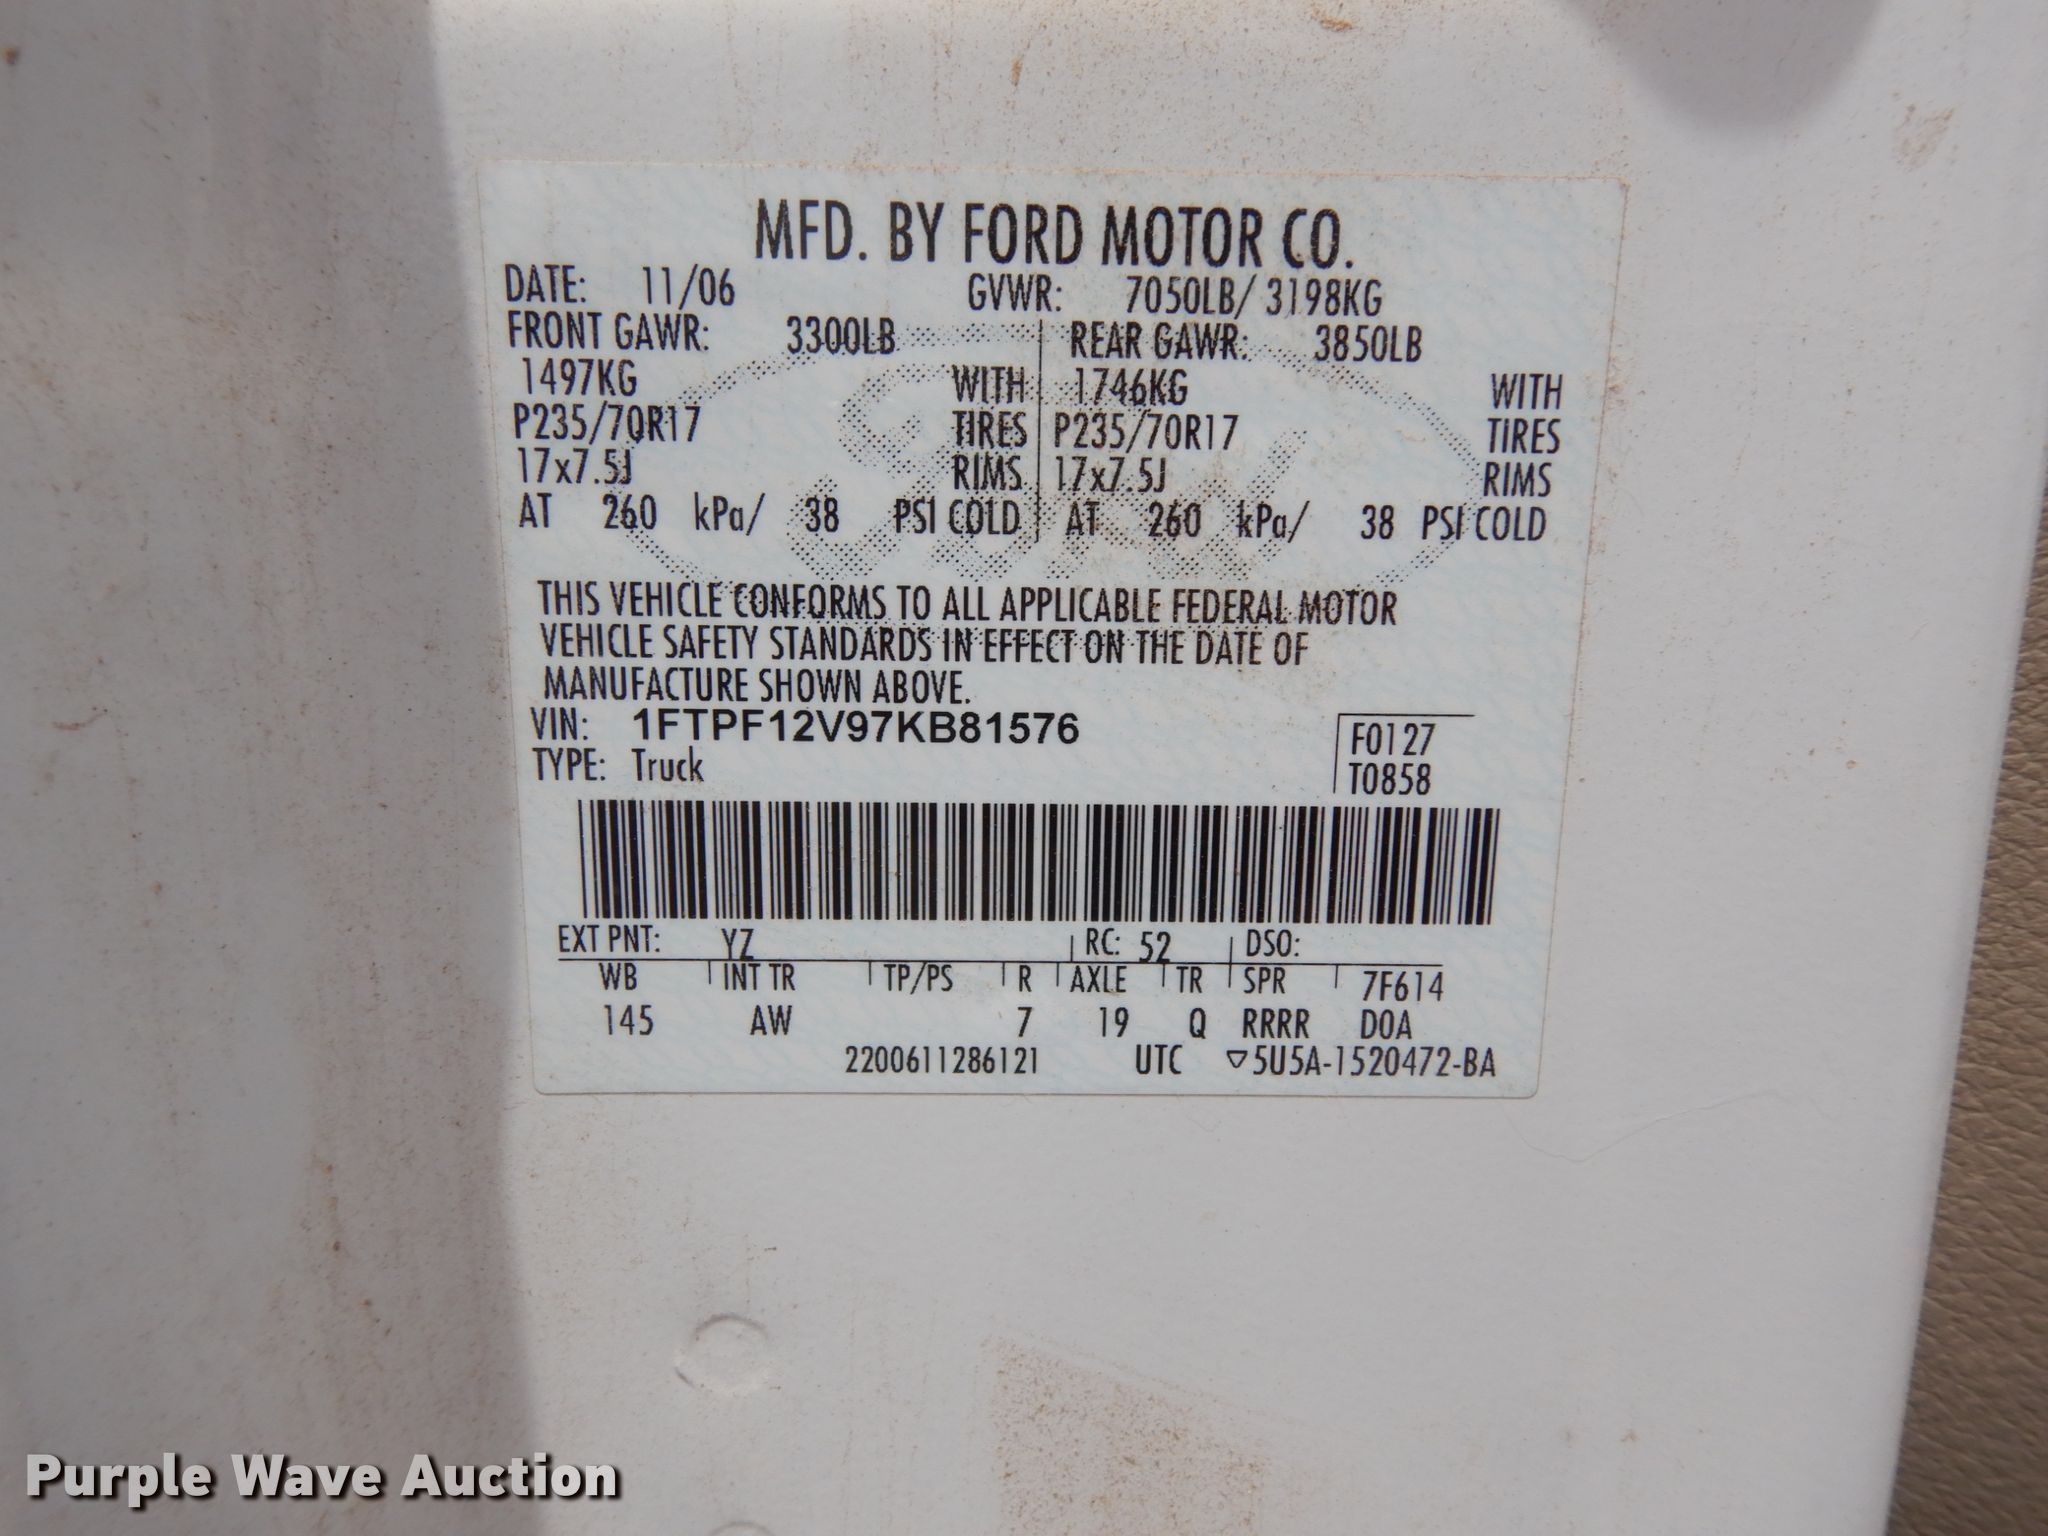 MFD. BY FORD MOTOR CO.
DATE: 11/06 GVWR: 7050LB/ 3198KG
FRONT GAWR: 3300LB REAR GAWR: 3850LB
1497KG WITH 1746KG WITH
P235/70R17 TIRES P235/70R17 TIRES
17x7.5J RIMS 17x7.5J RIMS
AT 260 kPa/ 38 PSI COLD AT 260 kPa/ 38 PSI COLD
THIS VEHICLE CONFORMS TO ALL APPLICABLE FEDERAL MOTOR
VEHICLE SAFETY STANDARDS IN EFFECT ON THE DATE OF
MANUFACTURE SHOWN ABOVE.
VIN: 1FTPF12V97KB81576 F0127
TYPE: Truck T0858
EXT PNT: YZ RC: 52 DSO:
WB INT TR TP/PS R AXLE TR SPR 7F614
145 AW 7 19 Q RRRR D0A
2200611286121 UTC ▽5U5A-1520472-BA
Purple Wave Auction